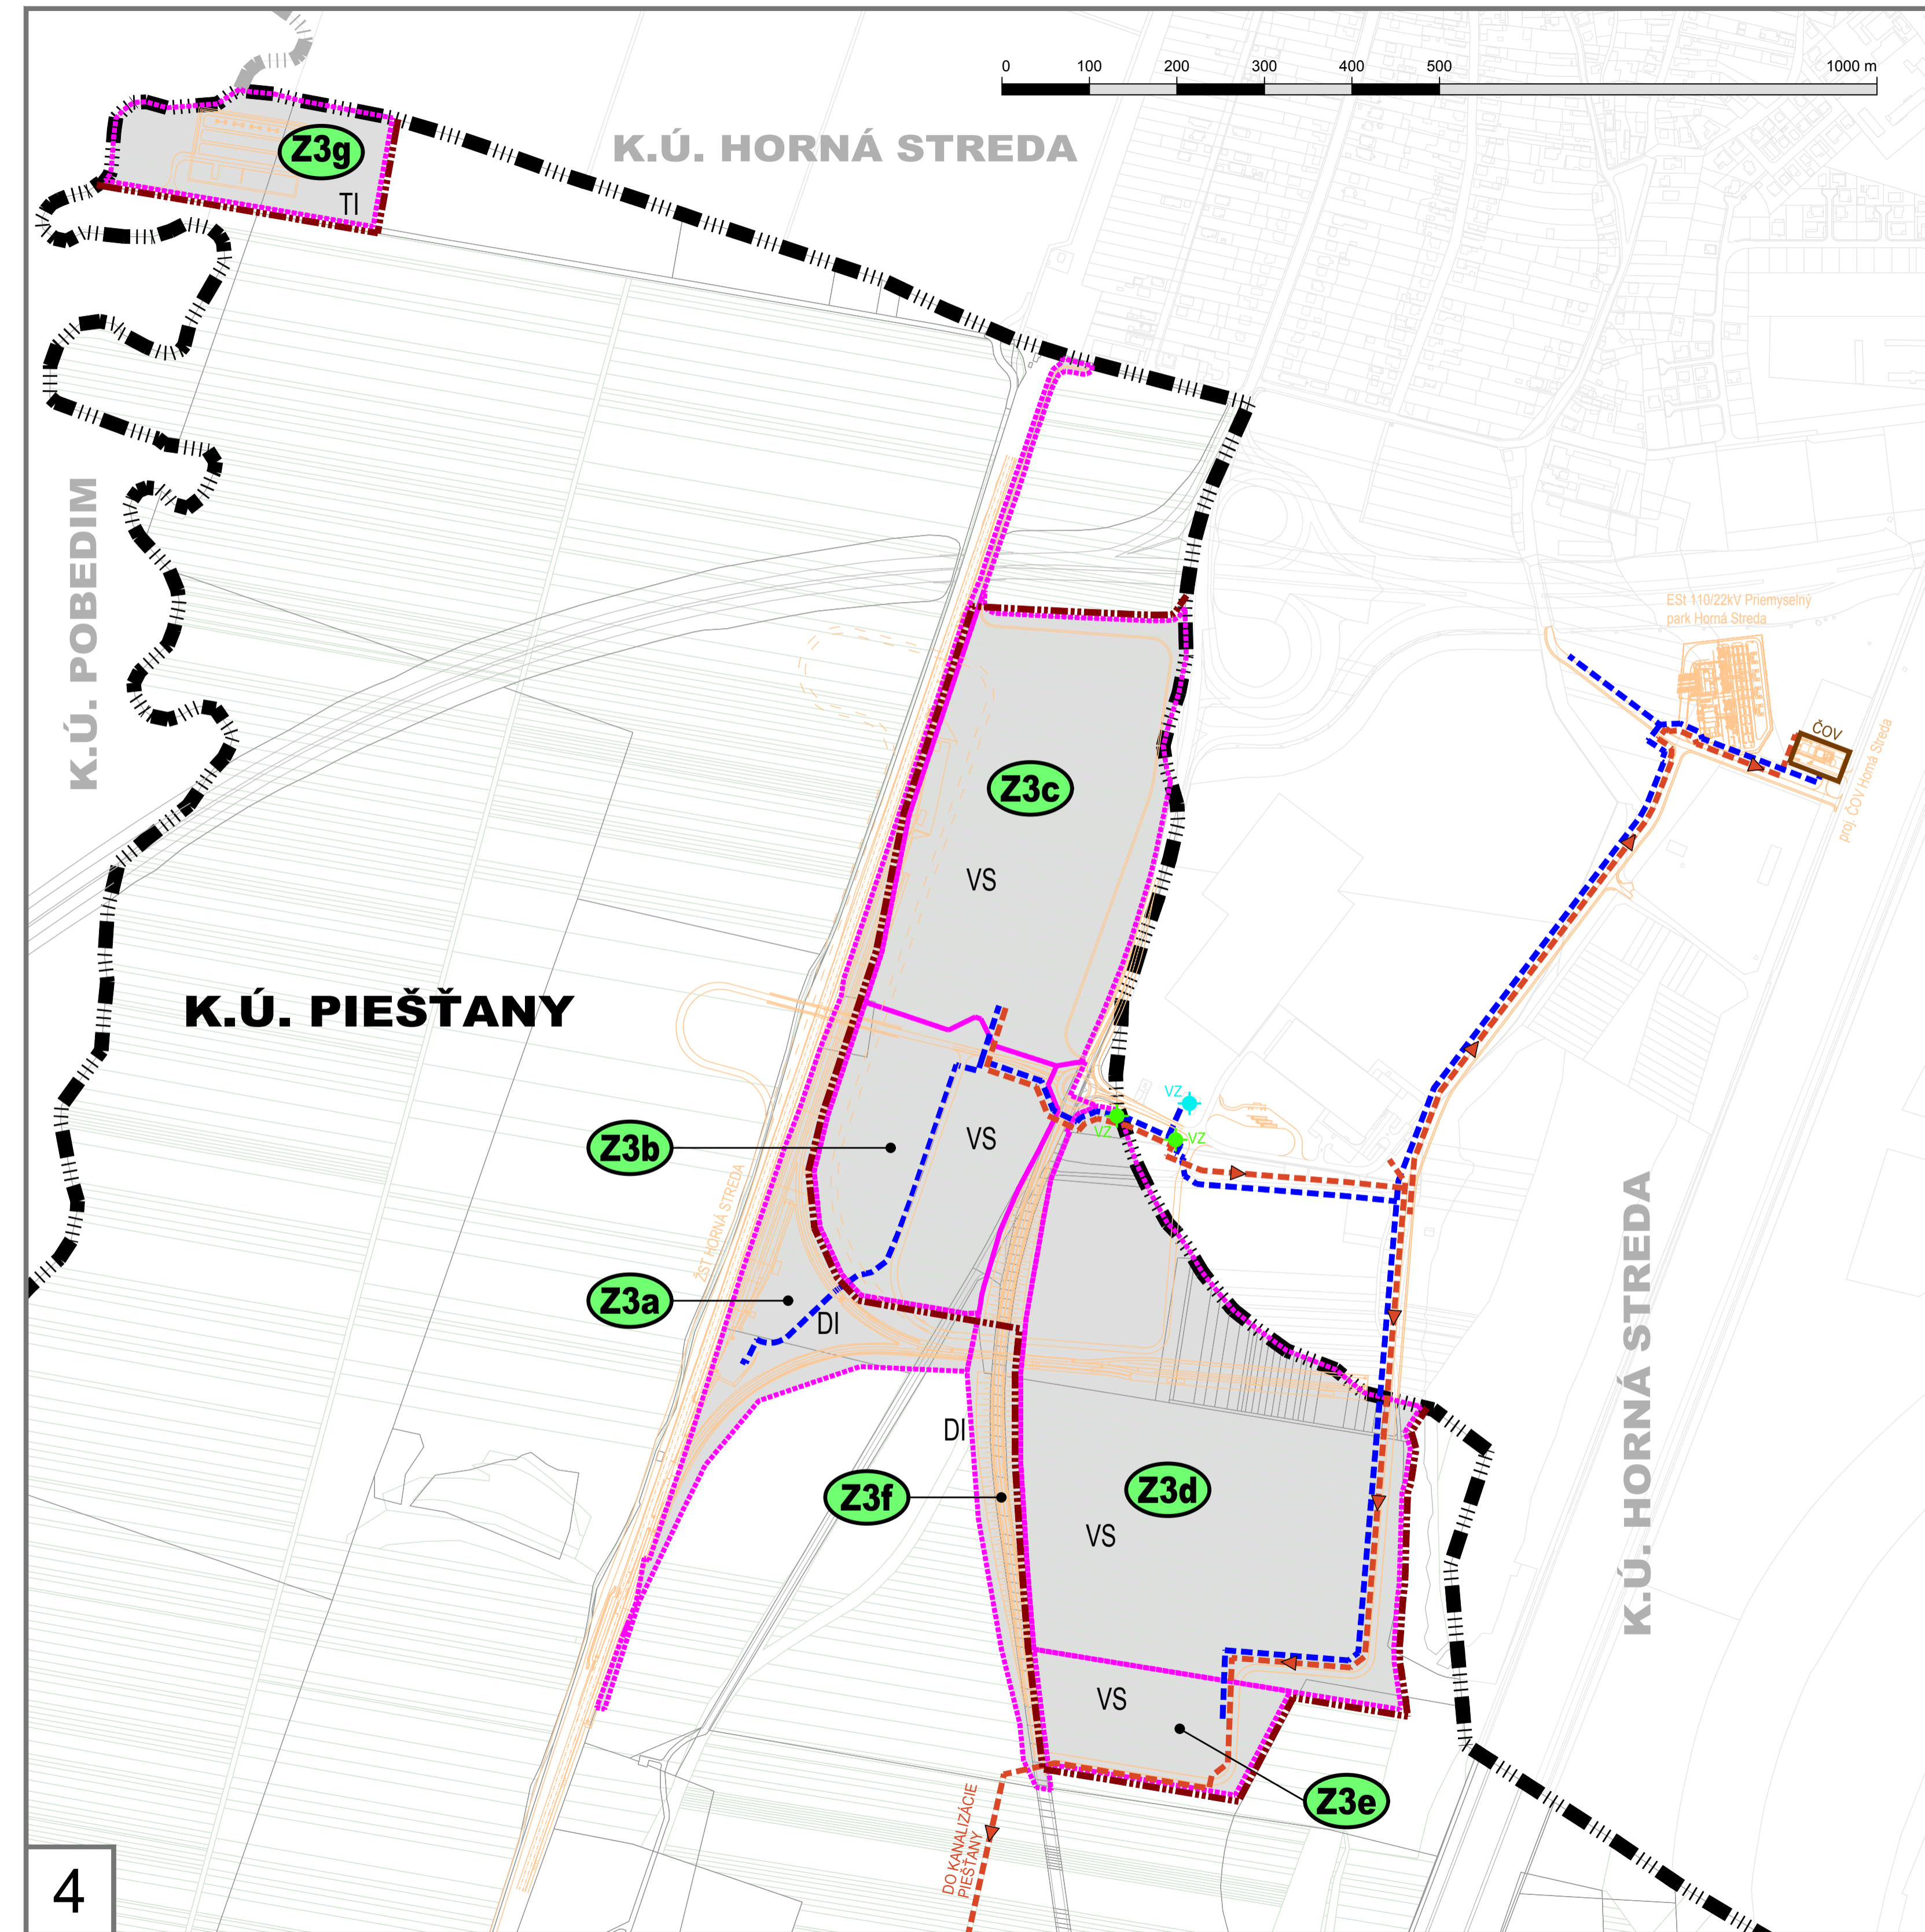 0 100 200 300 400 500 1000 m
K.Ú. HORNÁ STREDA
Z3g
TI
K.Ú. POBEDIM
ESt 110/22kV Priemyselný
park Horná Streda
ČOV
proj. ČOV Horná Streda
Z3c
VS
K.Ú. PIEŠŤANY
VZ
VZ
VZ
Z3b
VS
ŽST HORNÁ STREDA
Z3a
DI
K.Ú. HORNÁ STREDA
DI
Z3f
Z3d
VS
VS
Z3e
DO KANALIZÁCIE
PIEŠŤANY
4